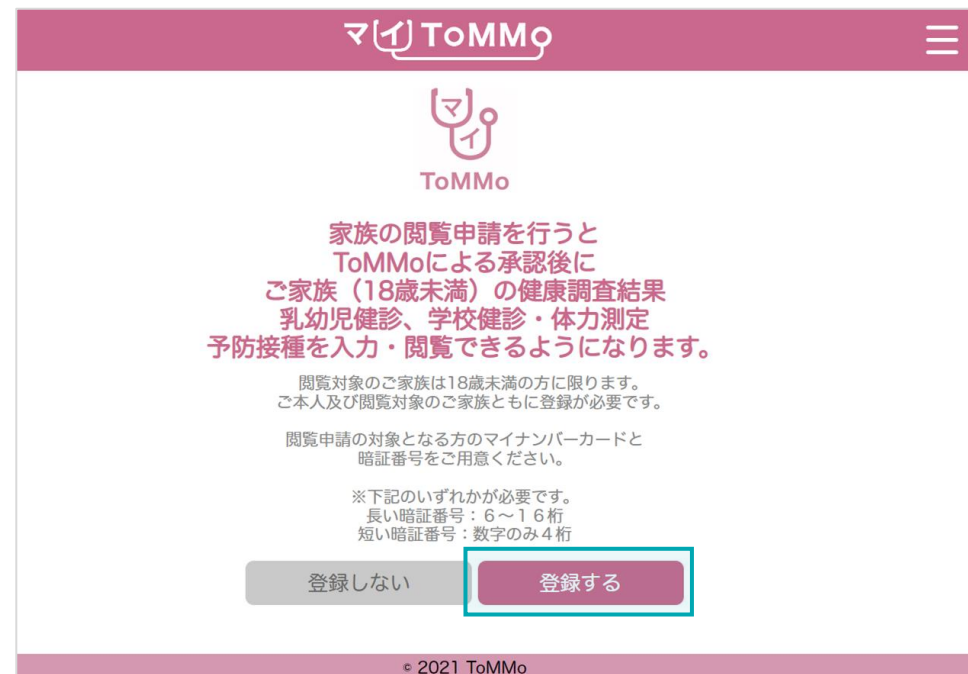 マイ ToMMo
マイ
ToMMo
家族の閲覧申請を行うと
ToMMoによる承認後に
ご家族（18歳未満）の健康調査結果
乳幼児健診、学校健診・体力測定
予防接種を入力・閲覧できるようになります。
閲覧対象のご家族は18歳未満の方に限ります。
ご本人及び閲覧対象のご家族ともに登録が必要です。
閲覧申請の対象となる方のマイナンバーカードと
暗証番号をご用意ください。
※下記のいずれかが必要です。
長い暗証番号：６～１６桁
短い暗証番号：数字のみ４桁
登録しない
登録する
© 2021 ToMMo